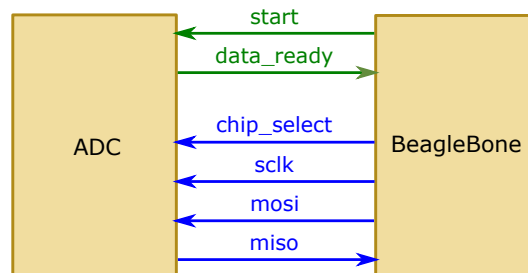 start
data_ready
chip_select
ADC
BeagleBone
sclk
mosi
miso